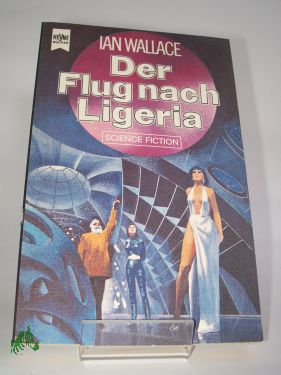 HEYNE
BÜCHER
IAN WALLACE
Der
Flug nach
Ligeria
SCIENCE FICTION